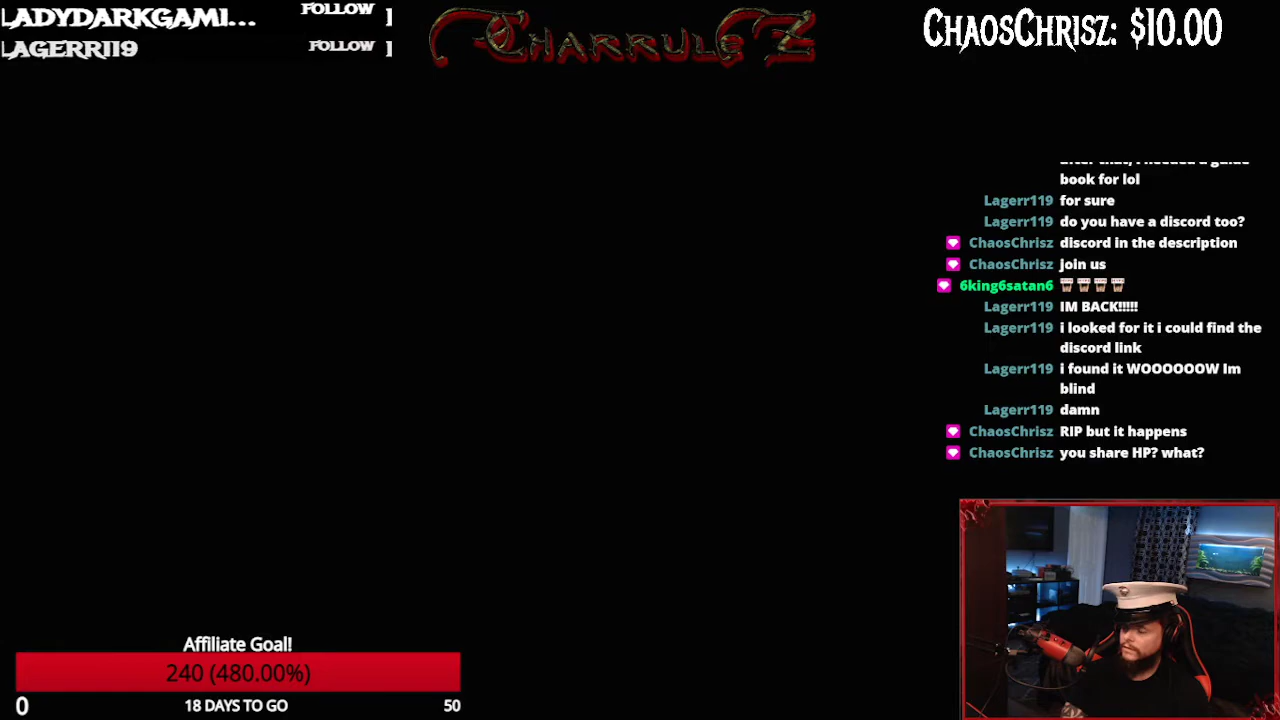 LADYDARKGAMI... FOLLOW ]
LAGERR119 FOLLOW ]
CHARRULEZ
CHAOSCHRISZ: $10.00
book for lol
Lagerr119 for sure
Lagerr119 do you have a discord too?
ChaosChrisz discord in the description
ChaosChrisz join us
6king6satan6
Lagerr119 IM BACK!!!!!
Lagerr119 i looked for it i could find the
discord link
Lagerr119 i found it WOOOOOOW Im
blind
Lagerr119 damn
ChaosChrisz RIP but it happens
ChaosChrisz you share HP? what?
Affiliate Goal!
240 (480.00%)
0 18 DAYS TO GO 50